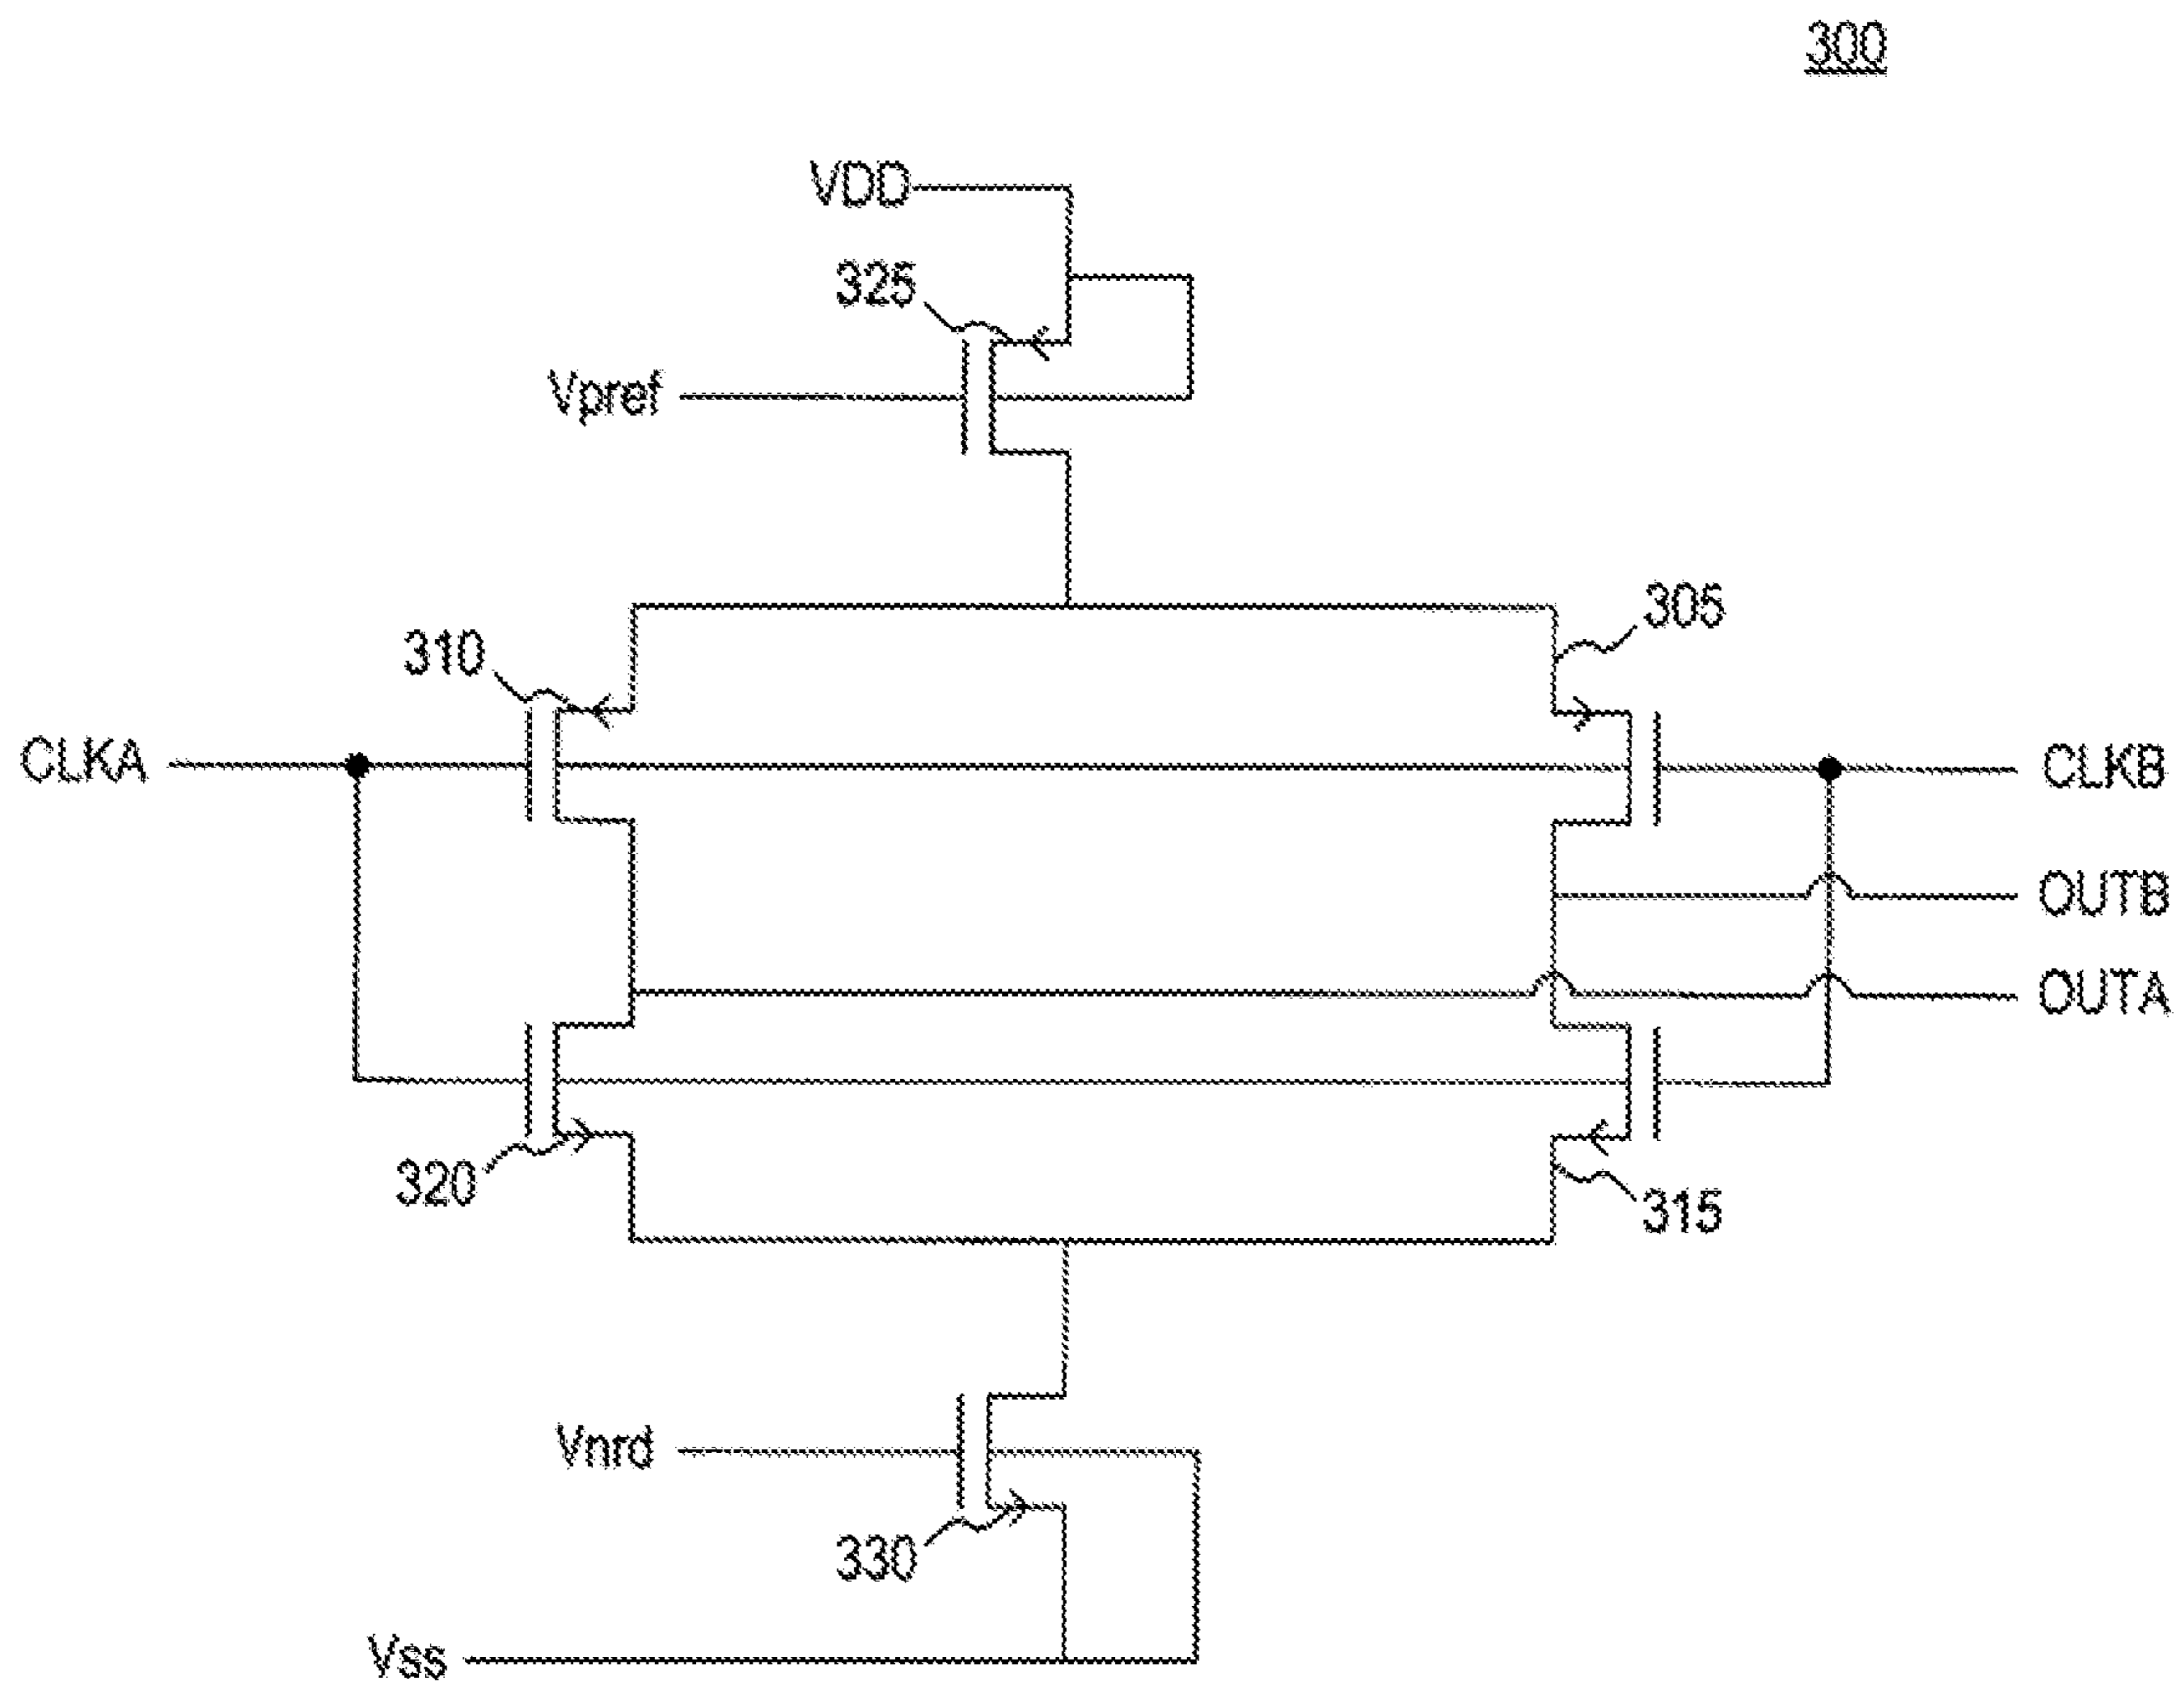 300
VDD
325
Vpref
305
310
CLKA
CLKB
OUTB
OUTA
320
315
Vnrd
330
Vss